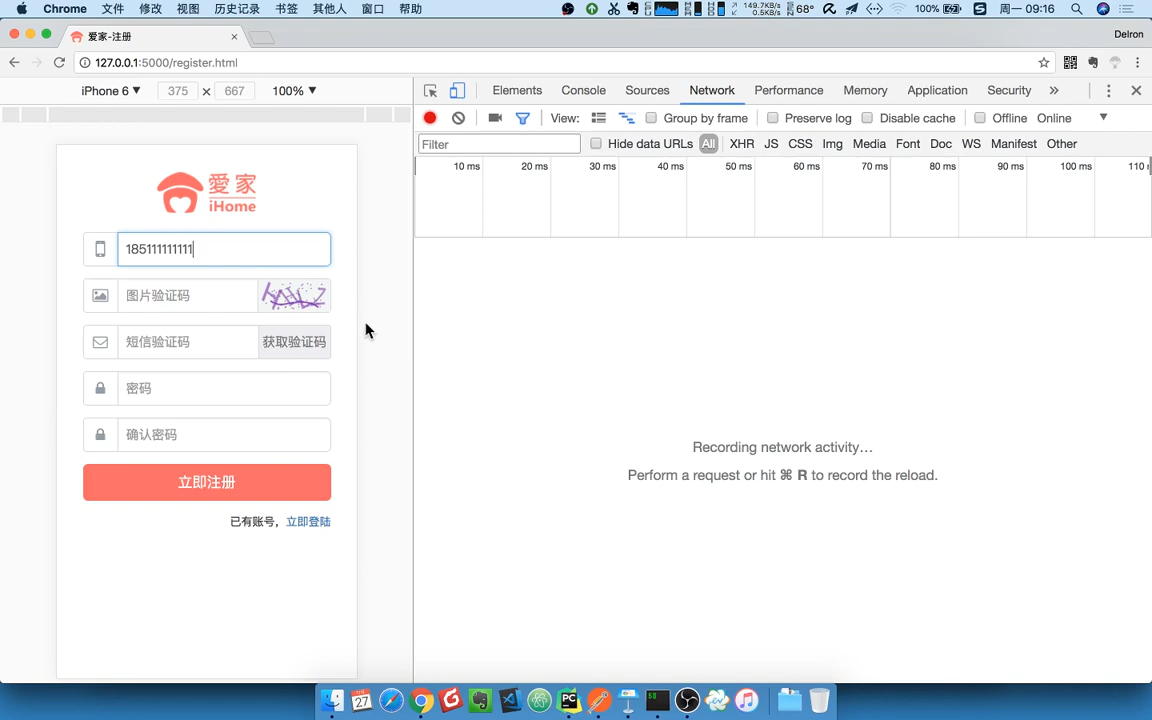 Chrome 文件 修改 视图 历史记录 书签 其他人 窗口 帮助 149.7KB/s 0.5KB/s 68° 100% 周一 09:16
爱家-注册 Delron
127.0.0.1:5000/register.html
iPhone 6 ▼ 375 × 667 100% ▼
Elements Console Sources Network Performance Memory Application Security »
View: Group by frame Preserve log Disable cache Offline Online ▼
Filter Hide data URLs All XHR JS CSS Img Media Font Doc WS Manifest Other
10 ms 20 ms 30 ms 40 ms 50 ms 60 ms 70 ms 80 ms 90 ms 100 ms 110
愛家
iHome
185111111111
图片验证码
短信验证码 获取验证码
密码
确认密码
立即注册
已有账号，立即登陆
Recording network activity…
Perform a request or hit ⌘ R to record the reload.
27